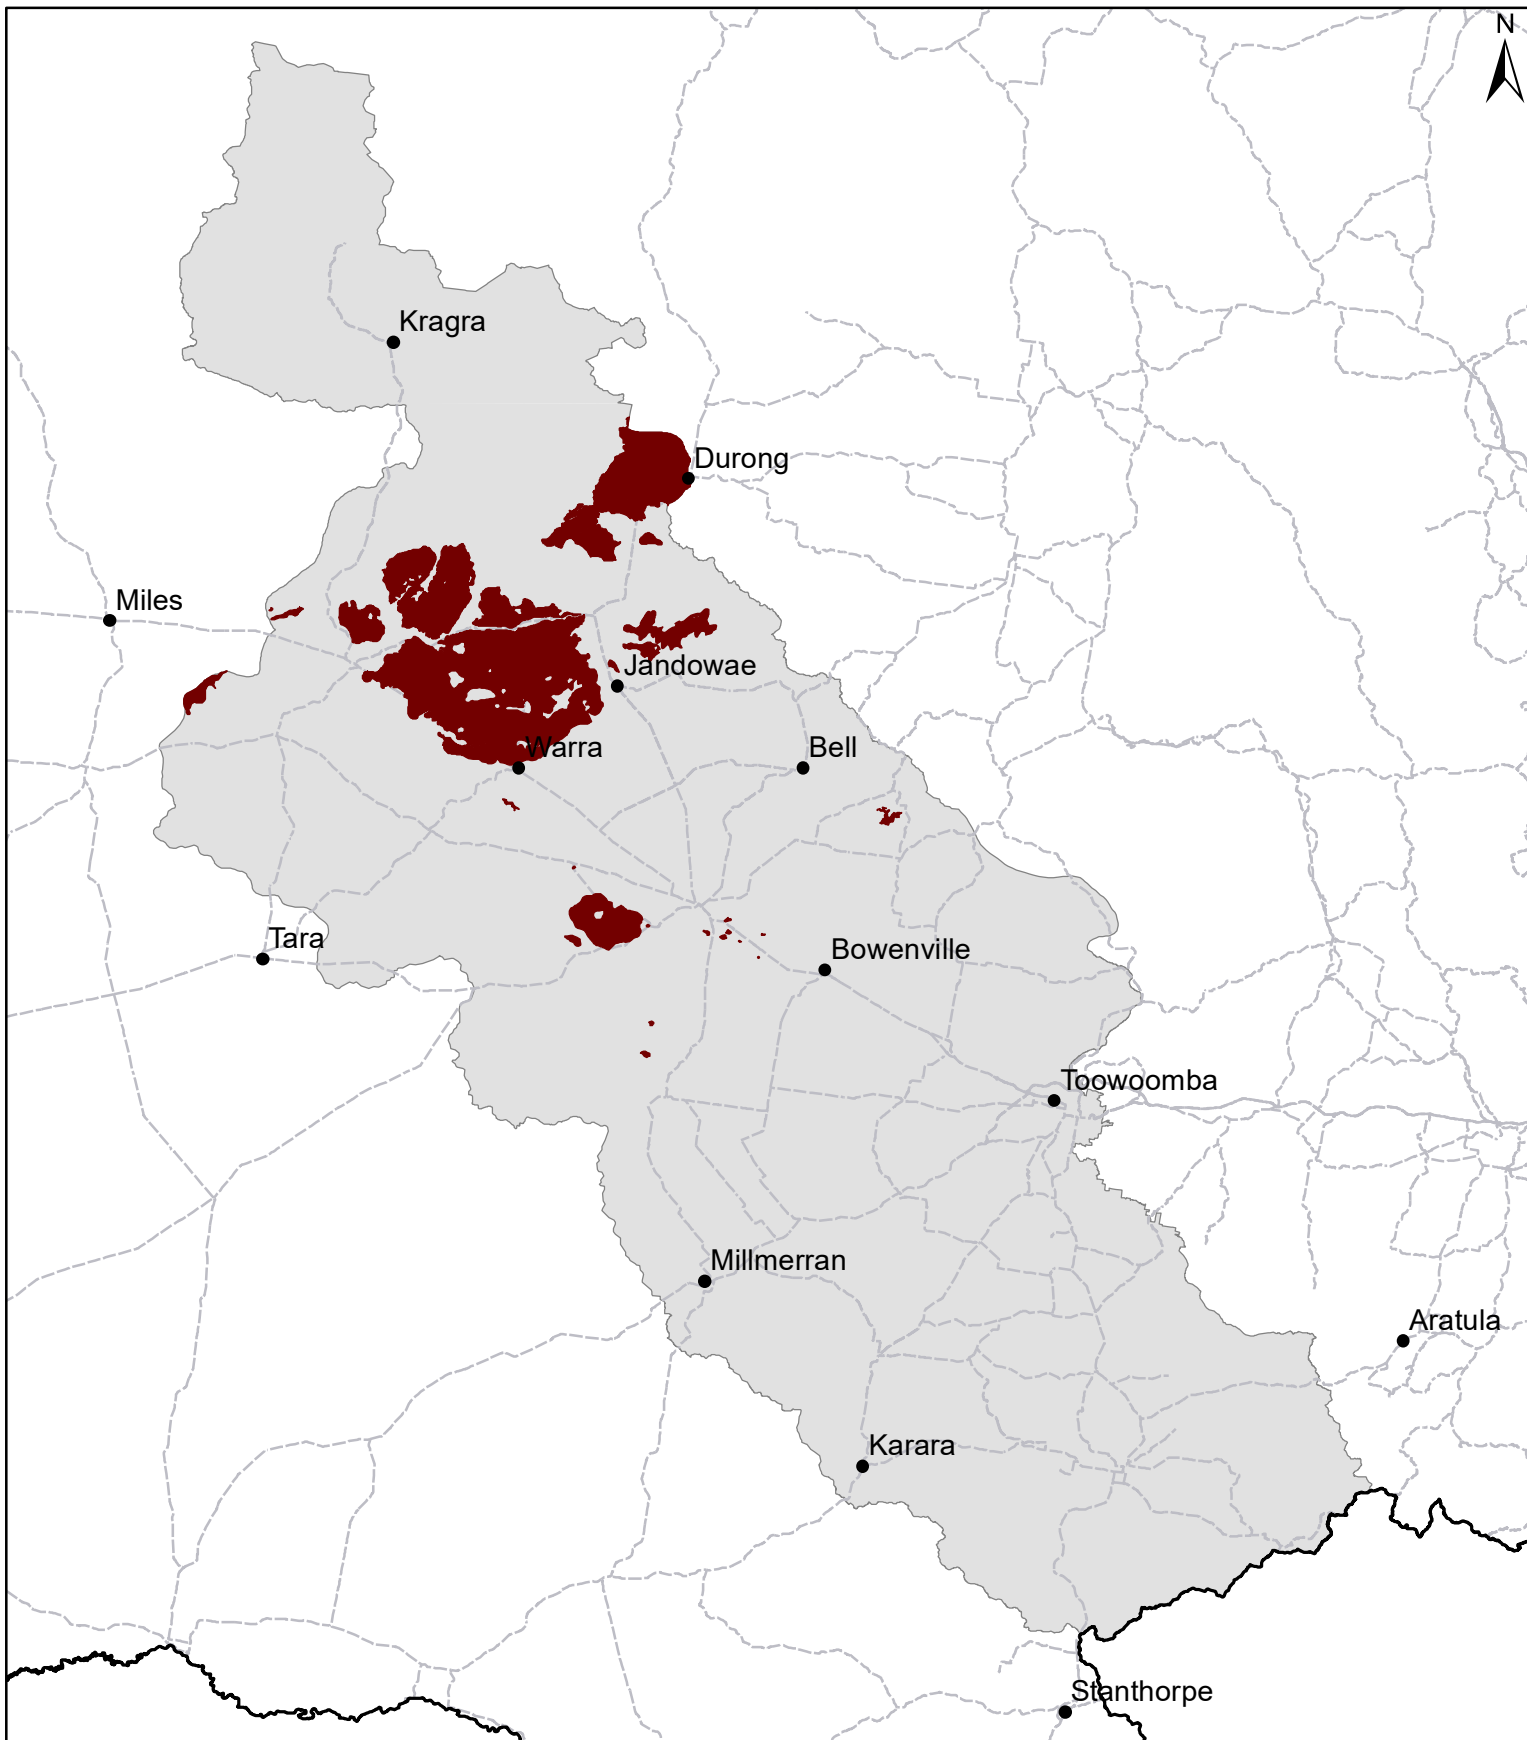 N
Kragra
Durong
Miles
Jandowae
Warra
Bell
Tara
Bowenville
Toowoomba
Millmerran
Aratula
Karara
Stanthorpe